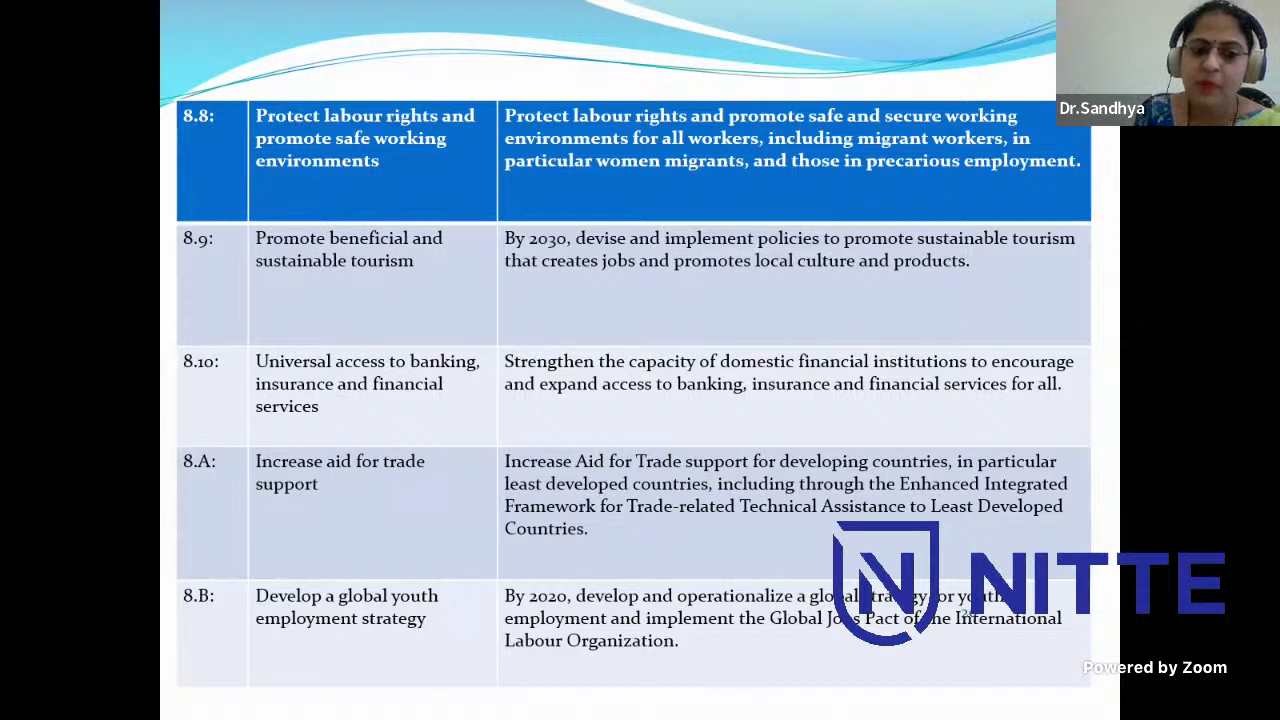 Dr.Sandhya
8.8:
Protect labour rights and
promote safe working
environments
Protect labour rights and promote safe and secure working
environments for all workers, including migrant workers, in
particular women migrants, and those in precarious employment.
8.9:
Promote beneficial and
sustainable tourism
By 2030, devise and implement policies to promote sustainable tourism
that creates jobs and promotes local culture and products.
8.10:
Universal access to banking,
insurance and financial
services
Strengthen the capacity of domestic financial institutions to encourage
and expand access to banking, insurance and financial services for all.
8.A:
Increase aid for trade
support
Increase Aid for Trade support for developing countries, in particular
least developed countries, including through the Enhanced Integrated
Framework for Trade-related Technical Assistance to Least Developed
Countries.
8.B:
Develop a global youth
employment strategy
By 2020, develop and operationalize a global strategy for youth
employment and implement the Global Jobs Pact of the International
Labour Organization.
N NITTE
Powered by Zoom